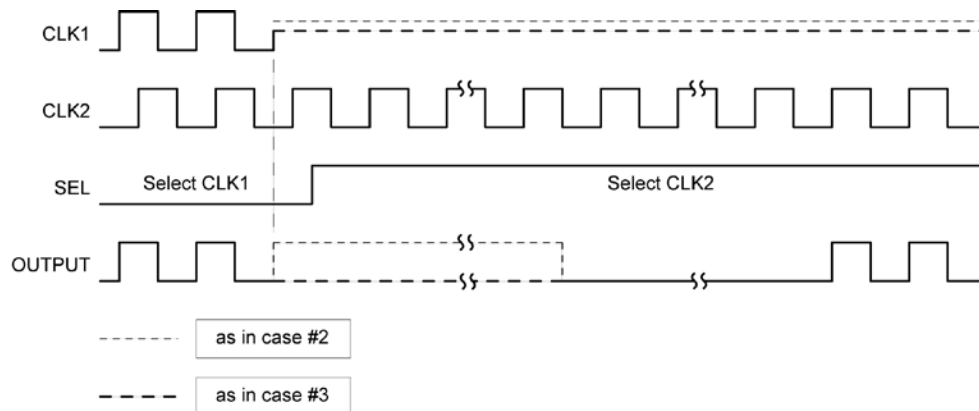 CLK1
CLK2
SEL
Select CLK1
Select CLK2
OUTPUT
as in case #2
as in case #3